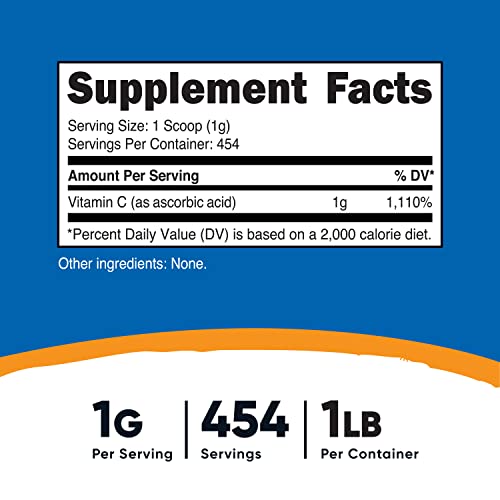 Supplement Facts
Serving Size: 1 Scoop (1g)
Servings Per Container: 454
Amount Per Serving % DV*
Vitamin C (as ascorbic acid) 1g 1,110%
*Percent Daily Value (DV) is based on a 2,000 calorie diet.
Other ingredients: None.
1G 454 1LB
Per Serving Servings Per Container